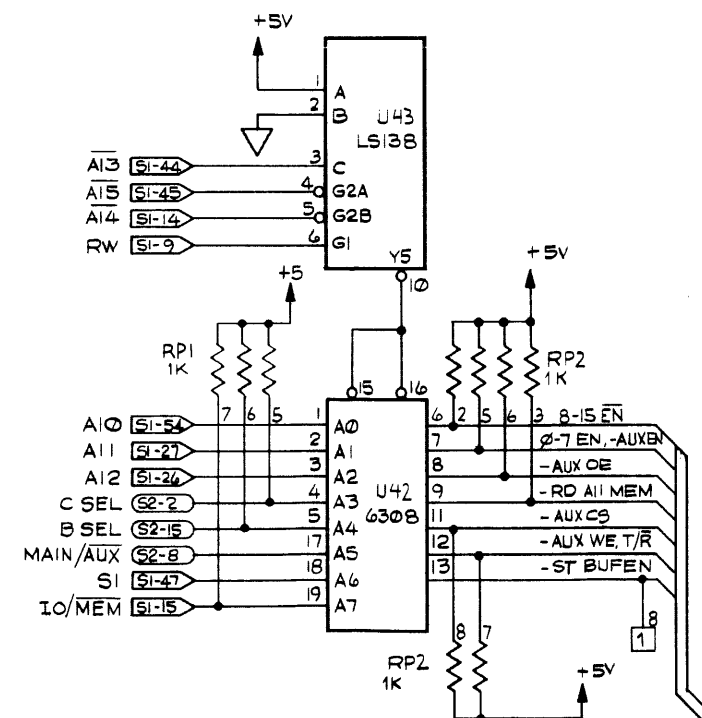 +5V
1 A
2 B
U43
LS138
A13 S1-44 3 C
A15 S1-45 4 G2A
A14 S1-14 5 G2B
RW S1-9 6 G1
Y5
10
+5
+5V
RP1
1K
RP2
1K
15 16
7 6 5
6 2 5 6 3 8-15 EN
A10 S1-54 1 A0
A11 S1-27 2 A1 7 Ø-7 EN, -AUXEN
A12 S1-26 3 A2 8 -AUX OE
C SEL S2-2 4 A3 U42 9 -RD A11 MEM
B SEL S2-15 5 A4 6308 11 -AUXCS
MAIN/AUX S2-8 17 A5 12 -AUX WE, T/R
S1 S1-47 18 A6 13 -ST BUFEN
IO/MEM S1-15 19 A7
8
1
8 7
RP2
1K
+5V